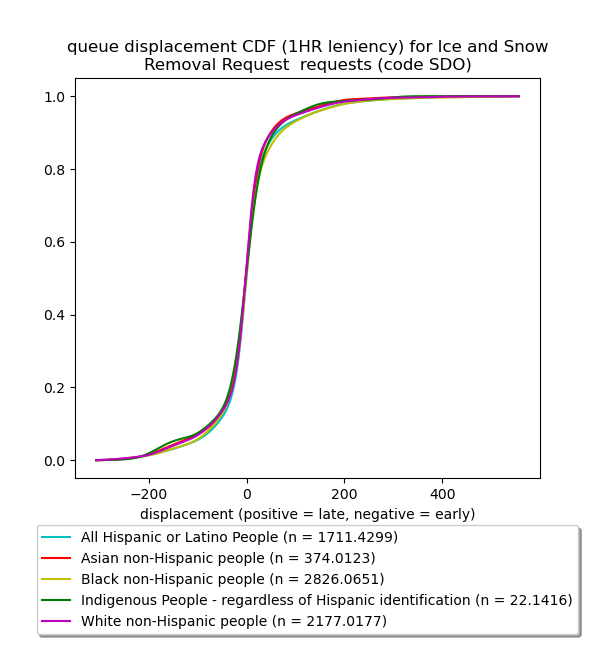 queue displacement CDF (1HR leniency) for Ice and Snow
Removal Request  requests (code SDO)
1.0
0.8
0.6
0.4
0.2
0.0
−200
0
200
400
displacement (positive = late, negative = early)
All Hispanic or Latino People (n = 1711.4299)
Asian non-Hispanic people (n = 374.0123)
Black non-Hispanic people (n = 2826.0651)
Indigenous People - regardless of Hispanic identification (n = 22.1416)
White non-Hispanic people (n = 2177.0177)